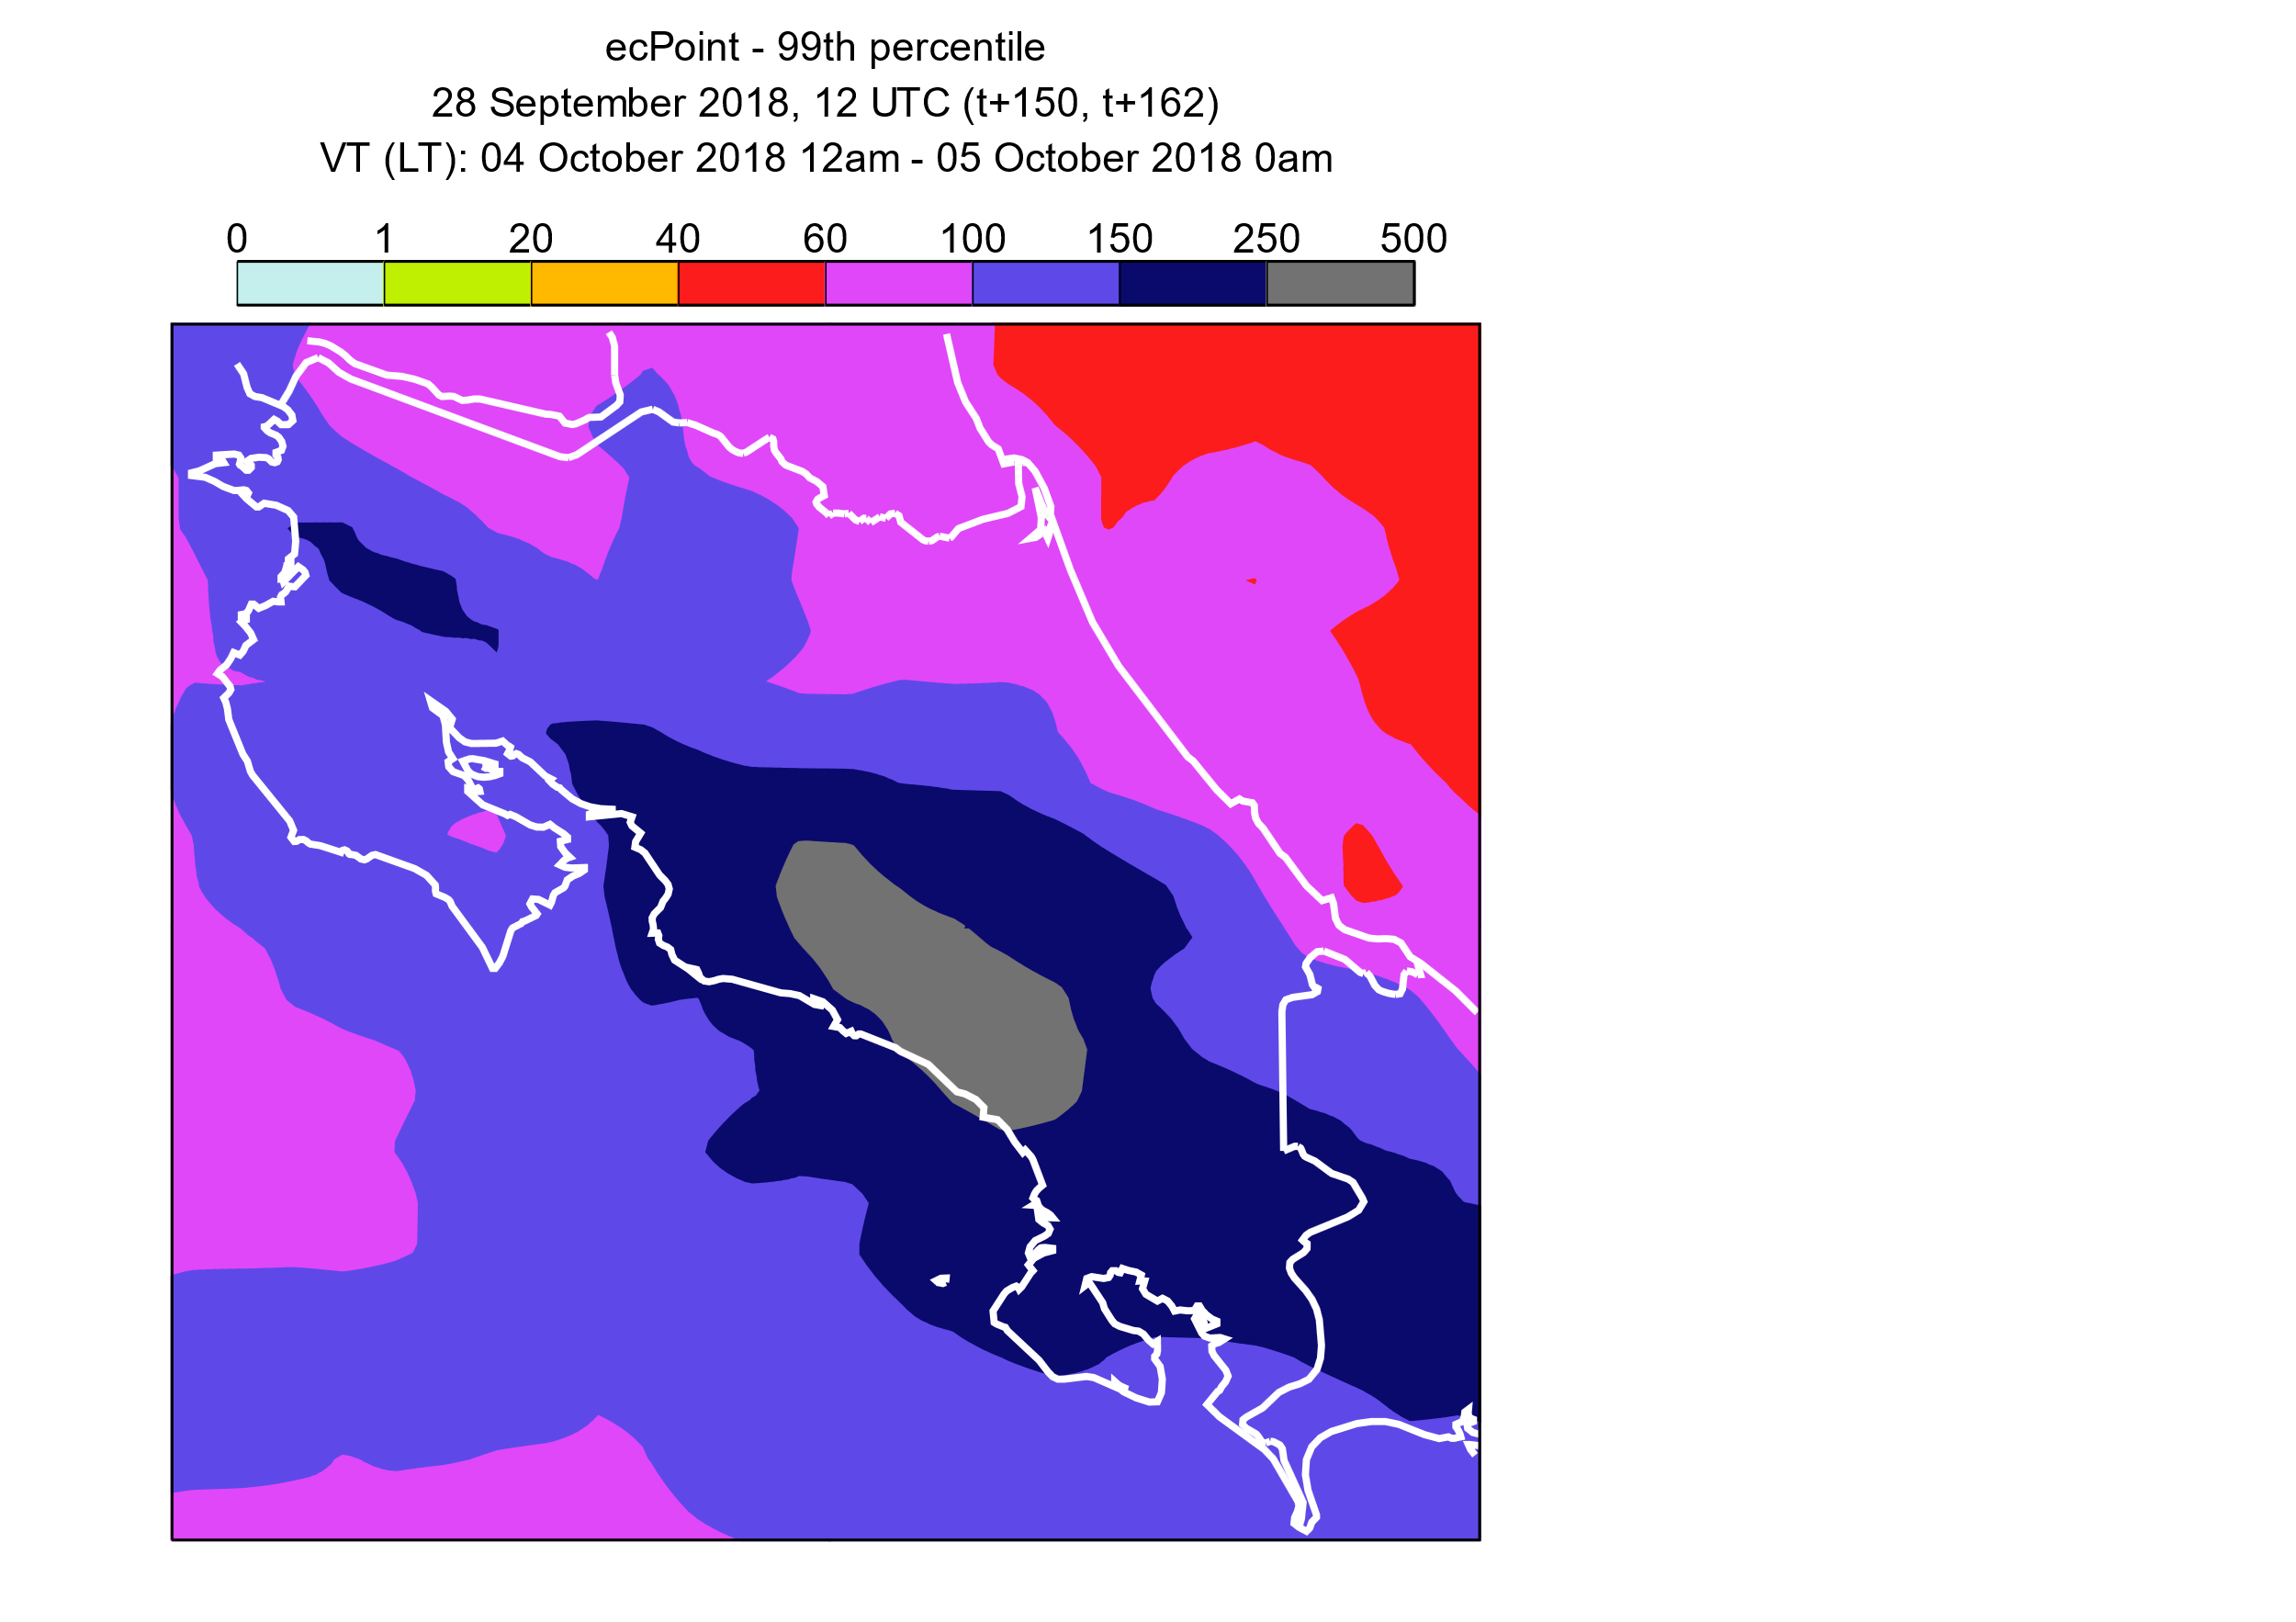 ecPoint - 99th percentile
28 September 2018, 12 UTC (t+150, t+162)
VT (LT): 04 October 2018 12am - 05 October 2018 0am
0 1 20 40 60 100 150 250 500